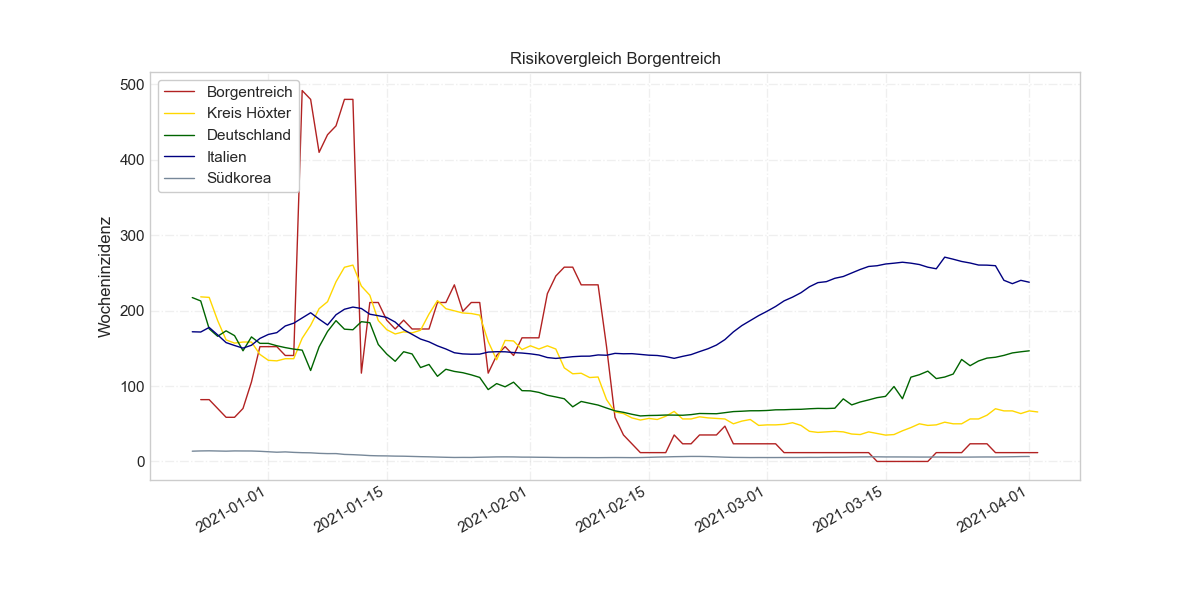 Risikovergleich Borgentreich
Wocheninzidenz
500
400
300
200
100
0
Borgentreich
Kreis Höxter
Deutschland
Italien
Südkorea
2021-01-01
2021-01-15
2021-02-01
2021-02-15
2021-03-01
2021-03-15
2021-04-01